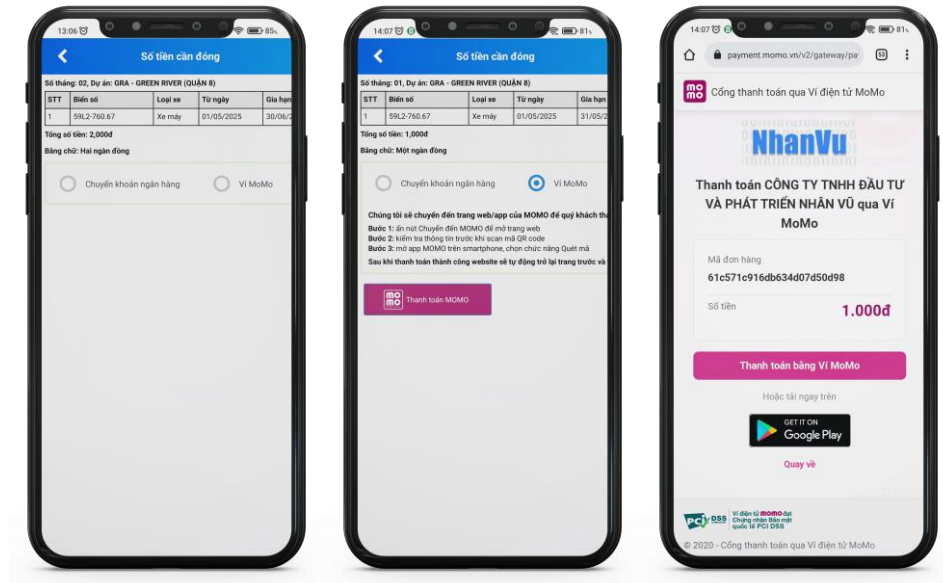 13:06
85%
Số tiền cần đóng
Số tháng: 02, Dự án: GRA - GREEN RIVER (QUẬN 8)
STT Biển số Loại xe Từ ngày Gia hạn
1 59L2-760.67 Xe máy 01/05/2025 30/06/2
Tổng số tiền: 2,000đ
Bằng chữ: Hai ngàn đồng
Chuyển khoản ngân hàng Ví MoMo
14:07
81%
Số tiền cần đóng
Số tháng: 01, Dự án: GRA - GREEN RIVER (QUẬN 8)
STT Biển số Loại xe Từ ngày Gia hạn
1 59L2-760.67 Xe máy 01/05/2025 31/05/2
Tổng số tiền: 1,000đ
Bằng chữ: Một ngàn đồng
Chuyển khoản ngân hàng Ví MoMo
Chúng tôi sẽ chuyển đến trang web/app của MOMO để quý khách tha
Bước 1: ấn nút Chuyển đến MOMO để mở trang web
Bước 2: kiểm tra thông tin trước khi scan mã QR code
Bước 3: mở app MOMO trên smartphone, chọn chức năng Quét mã
Sau khi thanh toán thành công website sẽ tự động trở lại trang trước và
mo mo Thanh toán MOMO
14:07
81%
payment.momo.vn/v2/gateway/pa 53
mo mo Cổng thanh toán qua Ví điện tử MoMo
NhanVu
Thanh toán CÔNG TY TNHH ĐẦU TƯ
VÀ PHÁT TRIỂN NHÂN VŨ qua Ví
MoMo
Mã đơn hàng
61c571c916db634d07d50d98
Số tiền 1.000đ
Thanh toán bằng Ví MoMo
Hoặc tải ngay trên
GET IT ON
Google Play
Quay về
PCI DSS
Ví điện tử momo đạt
Chứng nhận Bảo mật
quốc tế PCI DSS
© 2020 - Cổng thanh toán qua Ví điện tử MoMo